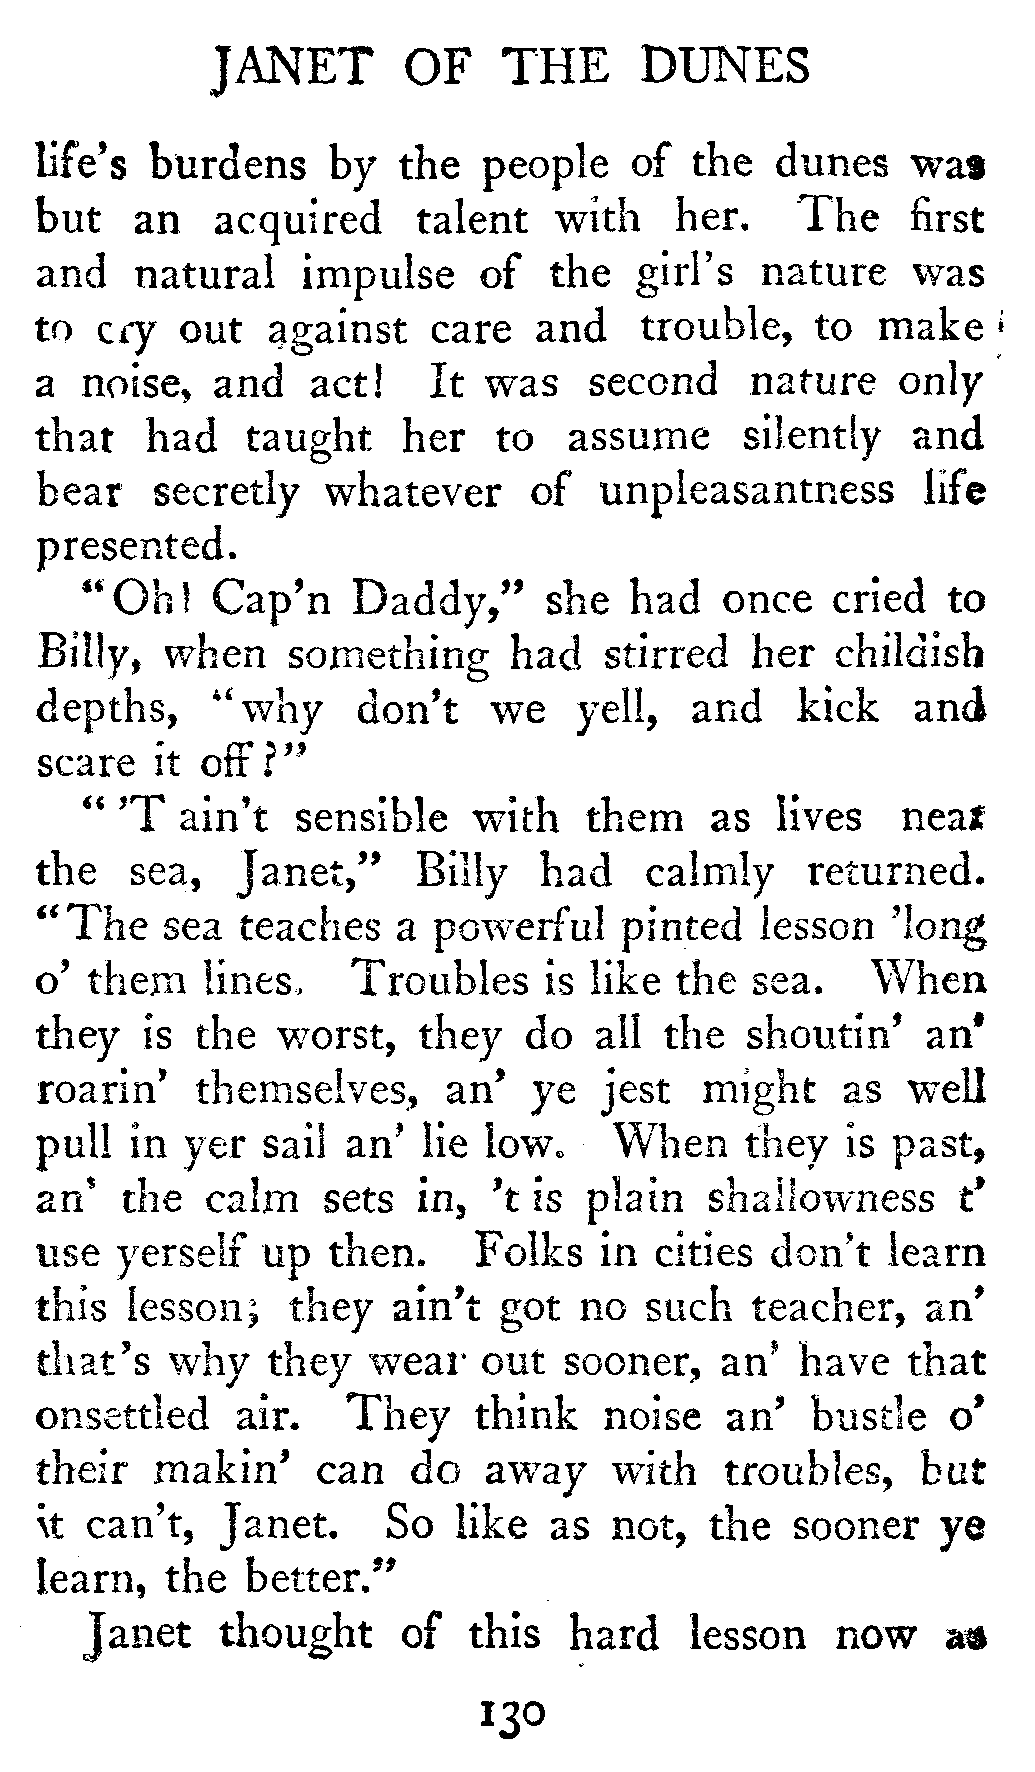 JANET OF THE DUNES
life's burdens by the people of the dunes was
but an acquired talent with her. The first
and natural impulse of the girl's nature was
to cry out against care and trouble, to make
a noise, and act! It was second nature only
that had taught her to assume silently and
bear secretly whatever of unpleasantness life
presented.
"Oh! Cap'n Daddy," she had once cried to
Billy, when something had stirred her childish
depths, "why don't we yell, and kick and
scare it off?"
"'T ain't sensible with them as lives near
the sea, Janet," Billy had calmly returned.
"The sea teaches a powerful pinted lesson 'long
o' them lines. Troubles is like the sea. When
they is the worst, they do all the shoutin' an'
roarin' themselves, an' ye jest might as well
pull in yer sail an' lie low. When they is past,
an' the calm sets in, 't is plain shallowness t'
use yerself up then. Folks in cities don't learn
this lesson; they ain't got no such teacher, an'
that's why they wear out sooner, an' have that
onsettled air. They think noise an' bustle o'
their makin' can do away with troubles, but
it can't, Janet. So like as not, the sooner ye
learn, the better."
Janet thought of this hard lesson now as
130